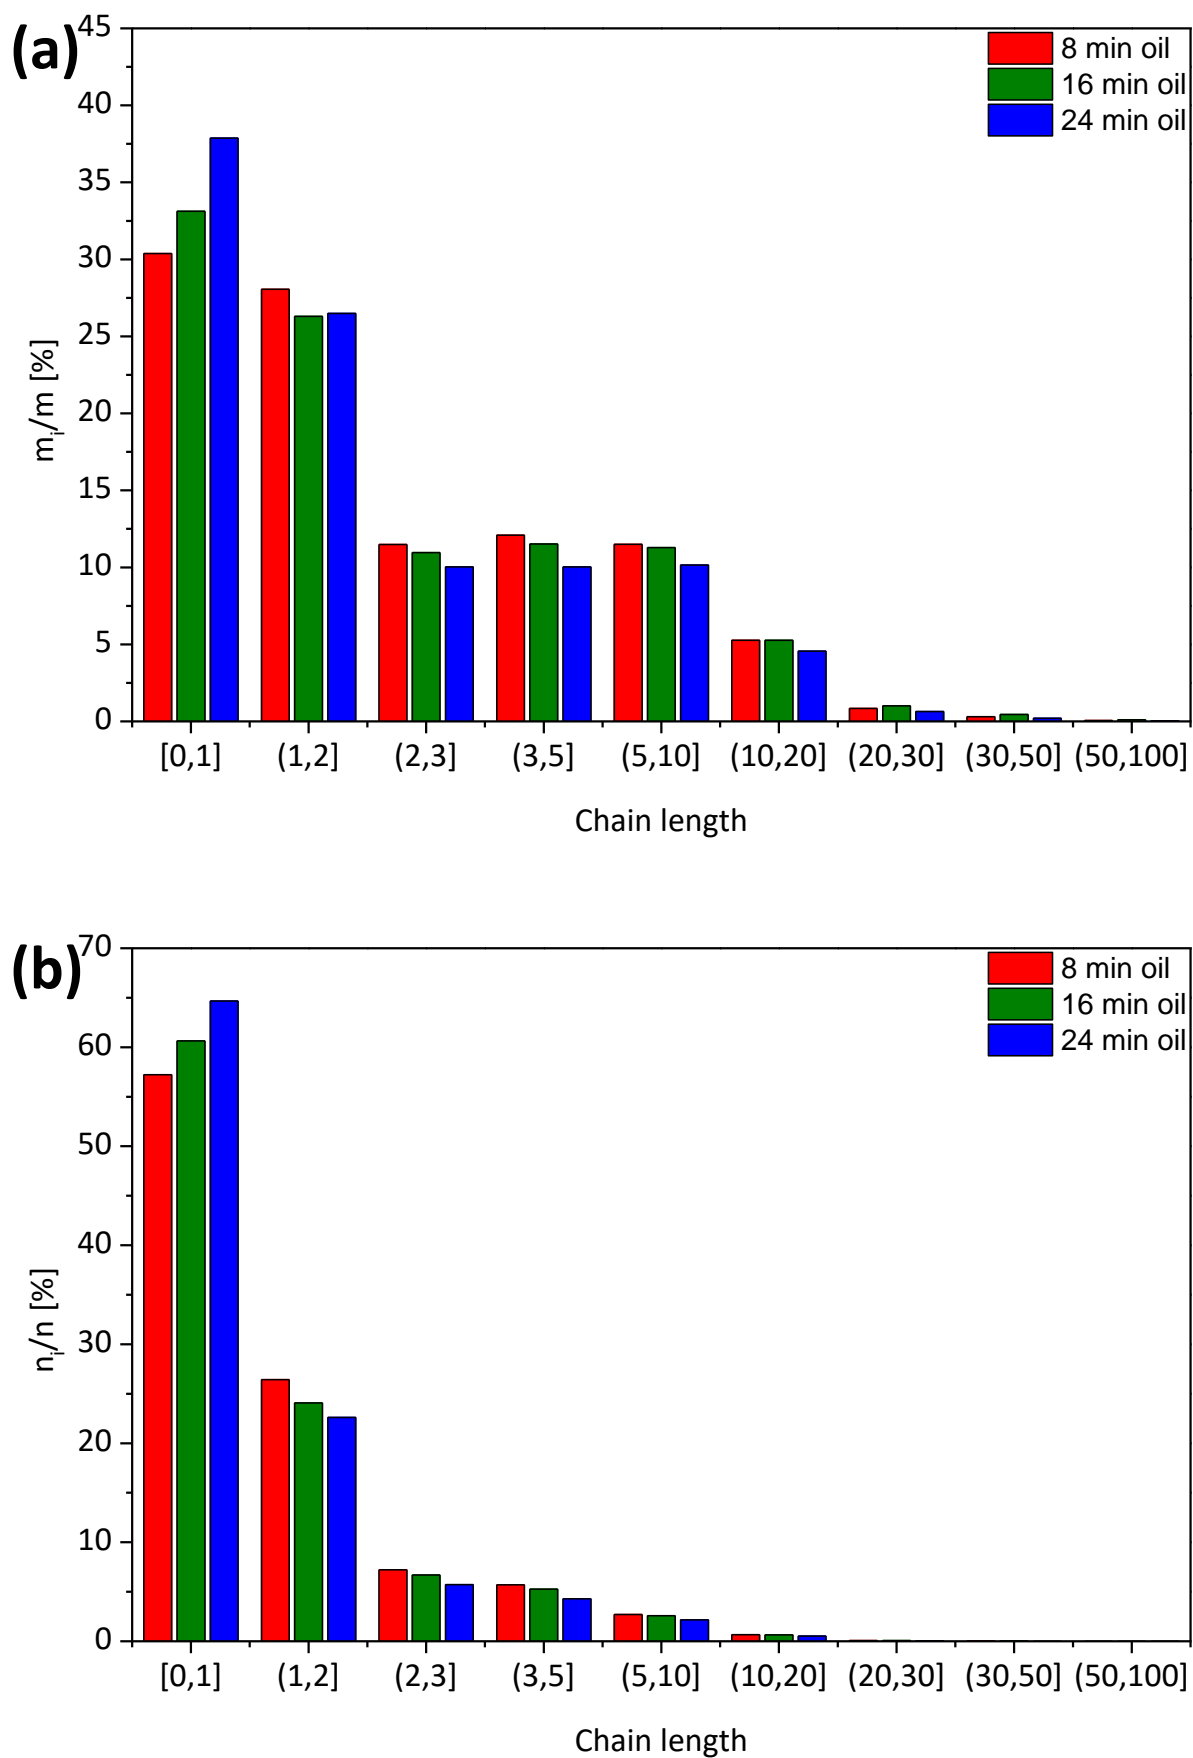 (a)
45
40
35
30
25
20
15
10
5
0
mᵢ/m [%]
8 min oil
16 min oil
24 min oil
[0,1] (1,2] (2,3] (3,5] (5,10] (10,20] (20,30] (30,50] (50,100]
Chain length
(b)
70
60
50
40
30
20
10
0
nᵢ/n [%]
8 min oil
16 min oil
24 min oil
[0,1] (1,2] (2,3] (3,5] (5,10] (10,20] (20,30] (30,50] (50,100]
Chain length